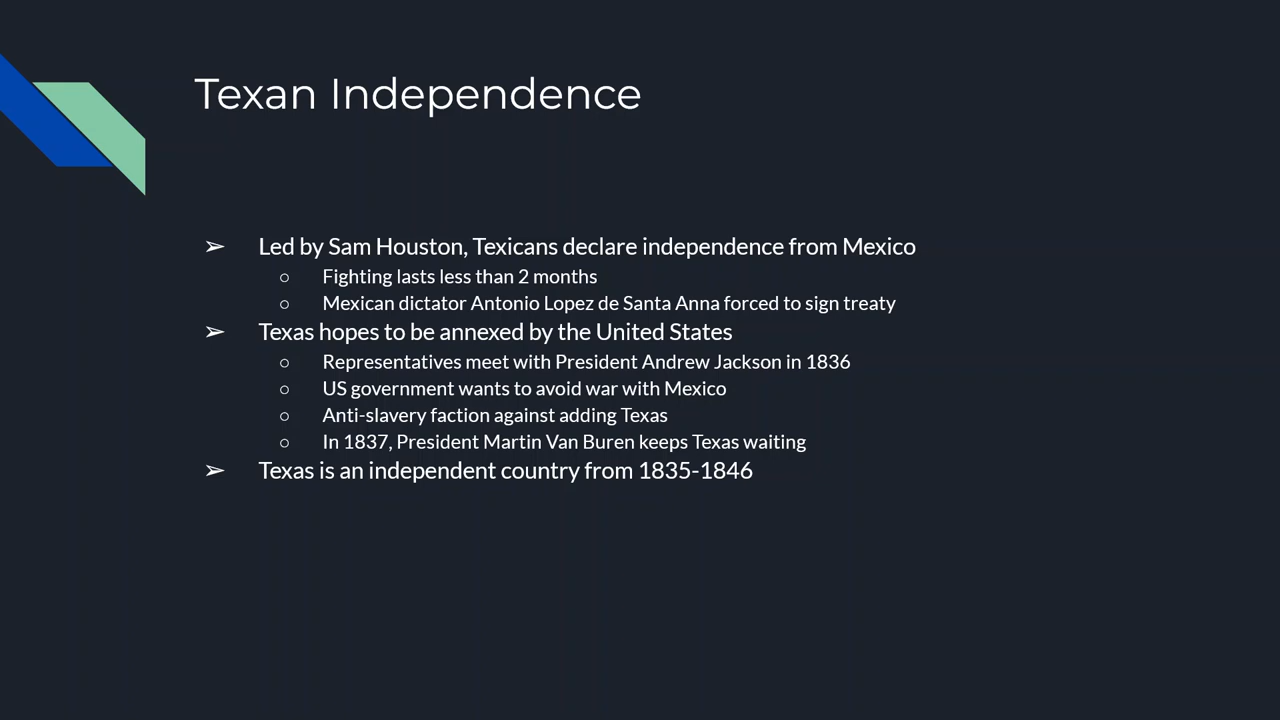 Texan Independence
➢ Led by Sam Houston, Texicans declare independence from Mexico
○ Fighting lasts less than 2 months
○ Mexican dictator Antonio Lopez de Santa Anna forced to sign treaty
➢ Texas hopes to be annexed by the United States
○ Representatives meet with President Andrew Jackson in 1836
○ US government wants to avoid war with Mexico
○ Anti-slavery faction against adding Texas
○ In 1837, President Martin Van Buren keeps Texas waiting
➢ Texas is an independent country from 1835-1846